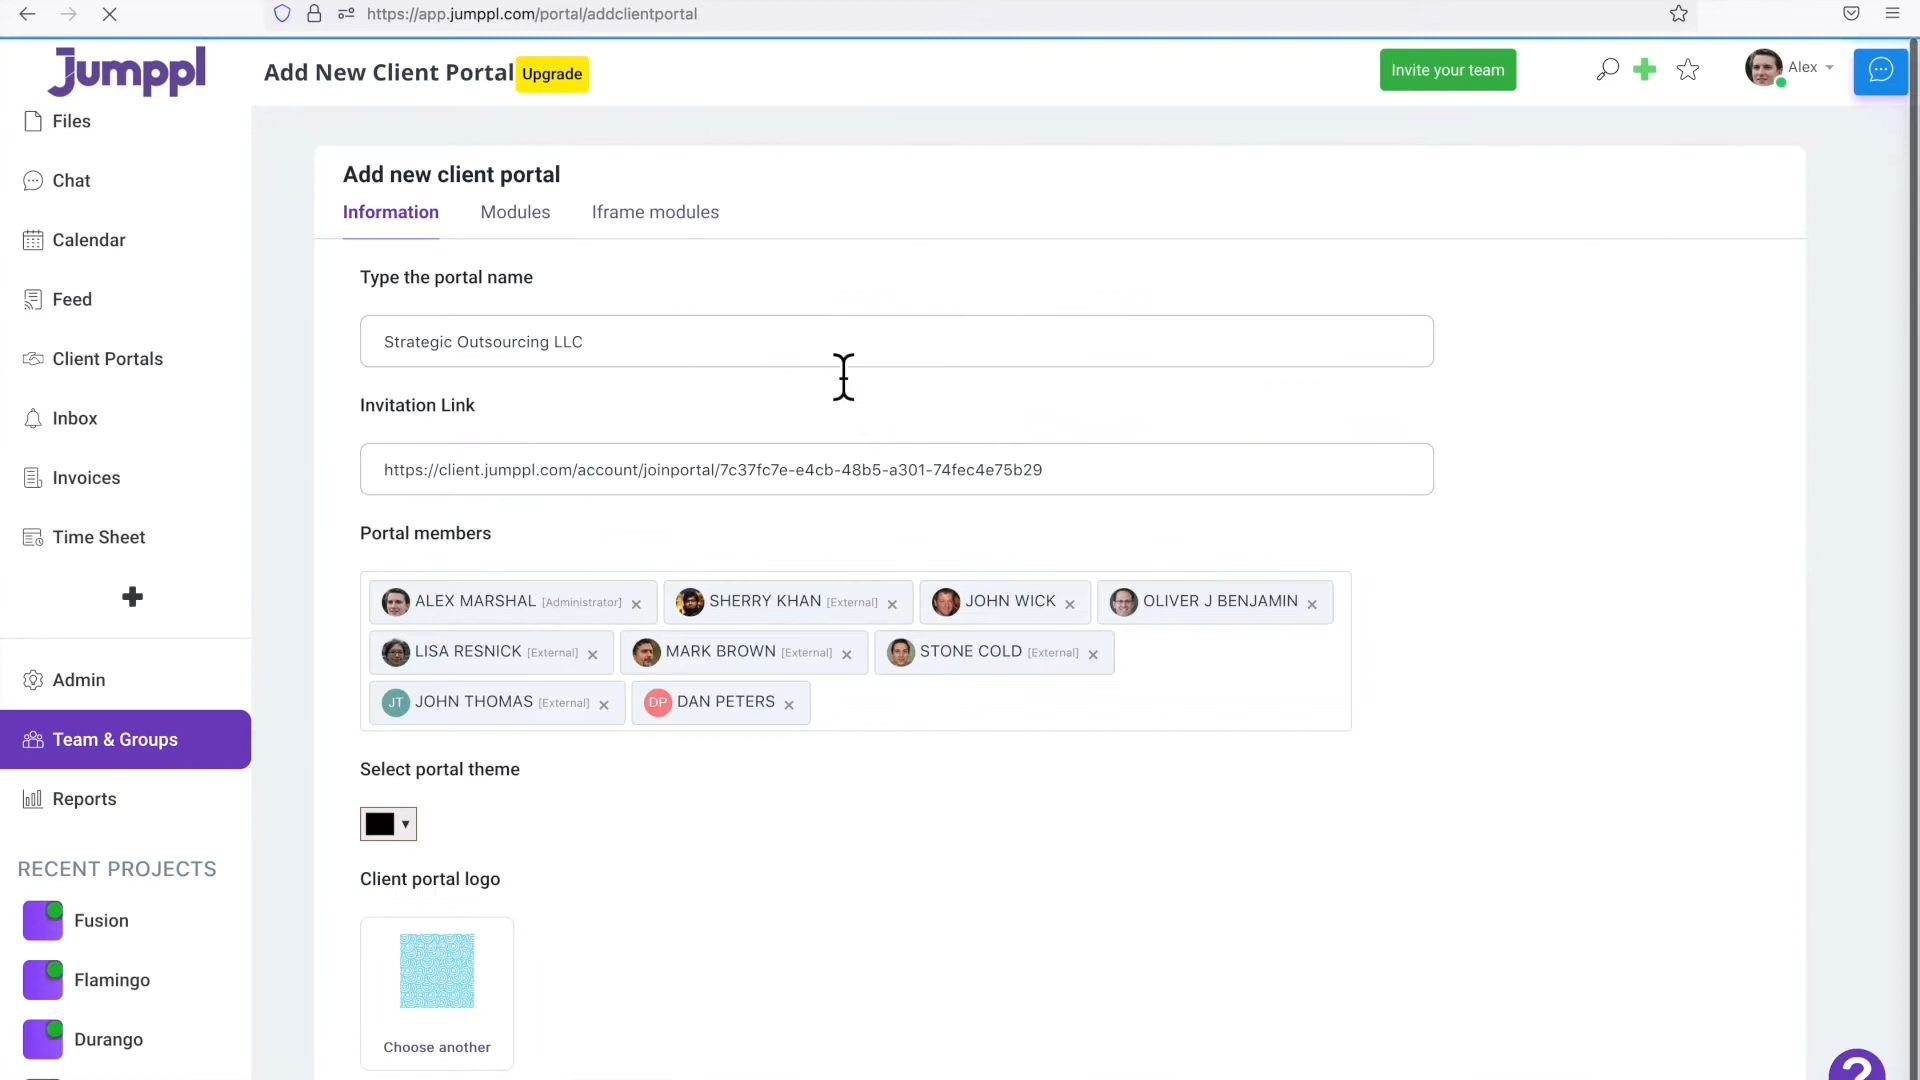 https://app.jumppl.com/portal/addclientportal
jumppl
Add New Client Portal
Upgrade
Invite your team
Alex
Files
Chat
Calendar
Feed
Client Portals
Inbox
Invoices
Time Sheet
Admin
Team & Groups
Reports
RECENT PROJECTS
Fusion
Flamingo
Durango
Add new client portal
Information Modules Iframe modules
Type the portal name
Strategic Outsourcing LLC
Invitation Link
https://client.jumppl.com/account/joinportal/7c37fc7e-e4cb-48b5-a301-74fec4e75b29
Portal members
ALEX MARSHAL [Administrator] × SHERRY KHAN [External] × JOHN WICK × OLIVER J BENJAMIN ×
LISA RESNICK [External] × MARK BROWN [External] × STONE COLD [External] ×
JT JOHN THOMAS [External] × DP DAN PETERS ×
Select portal theme
Client portal logo
Choose another
?